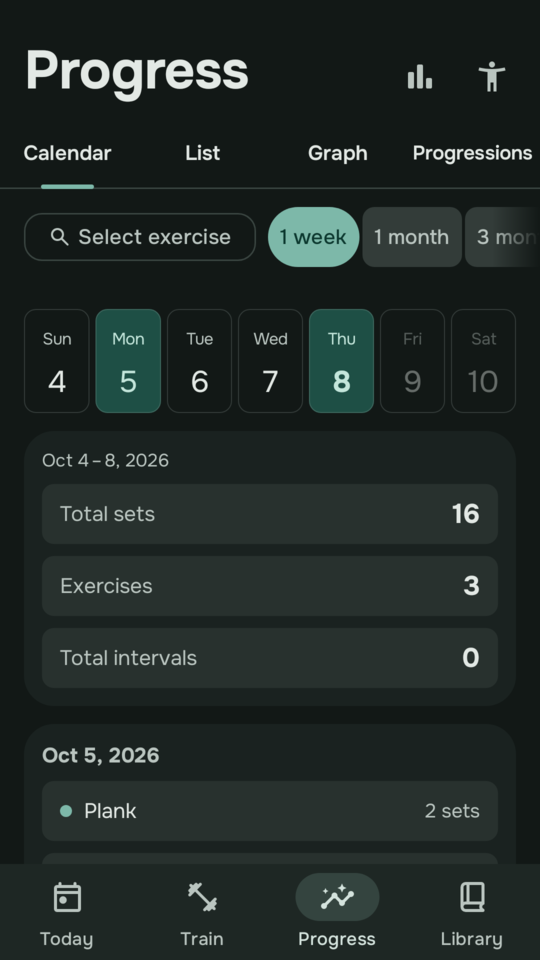 Progress
Calendar List Graph Progressions
Select exercise 1 week 1 month 3 mon
Sun Mon Tue Wed Thu Fri Sat
4 5 6 7 8 9 10
Oct 4 – 8, 2026
Total sets 16
Exercises 3
Total intervals 0
Oct 5, 2026
Plank 2 sets
Today Train Progress Library